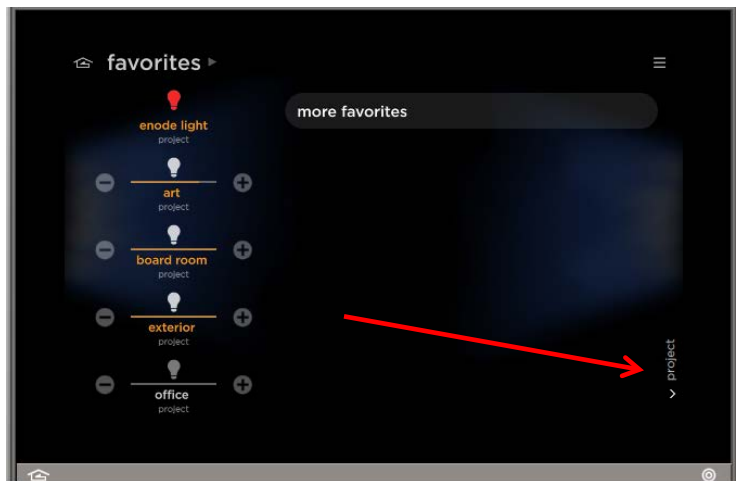 favorites
enode light
project
art
project
board room
project
exterior
project
office
project
more favorites
project